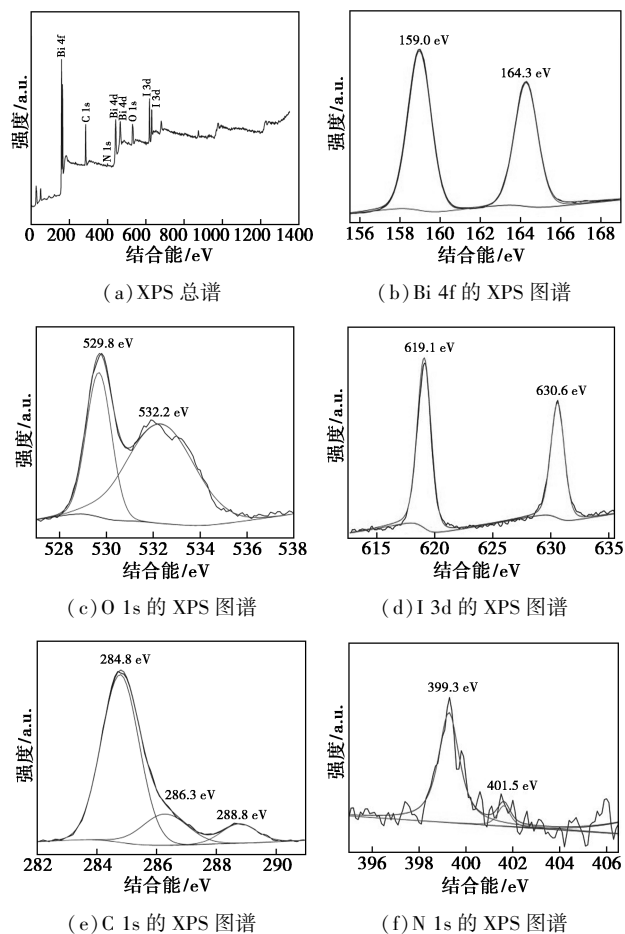 强度/a.u.
Bi 4f
C 1s
N 1s
Bi 4d
Bi 4d
O 1s
I 3d
I 3d
0 200 400 600 800 1000 1200 1400
结合能/eV
(a)XPS 总谱
强度/a.u.
159.0 eV
164.3 eV
156 158 160 162 164 166 168
结合能/eV
(b)Bi 4f 的 XPS 图谱
强度/a.u.
529.8 eV
532.2 eV
528 530 532 534 536 538
结合能/eV
(c)O 1s 的 XPS 图谱
强度/a.u.
619.1 eV
630.6 eV
615 620 625 630 635
结合能/eV
(d)I 3d 的 XPS 图谱
强度/a.u.
284.8 eV
286.3 eV
288.8 eV
282 284 286 288 290
结合能/eV
(e)C 1s 的 XPS 图谱
强度/a.u.
399.3 eV
401.5 eV
396 398 400 402 404 406
结合能/eV
(f)N 1s 的 XPS 图谱